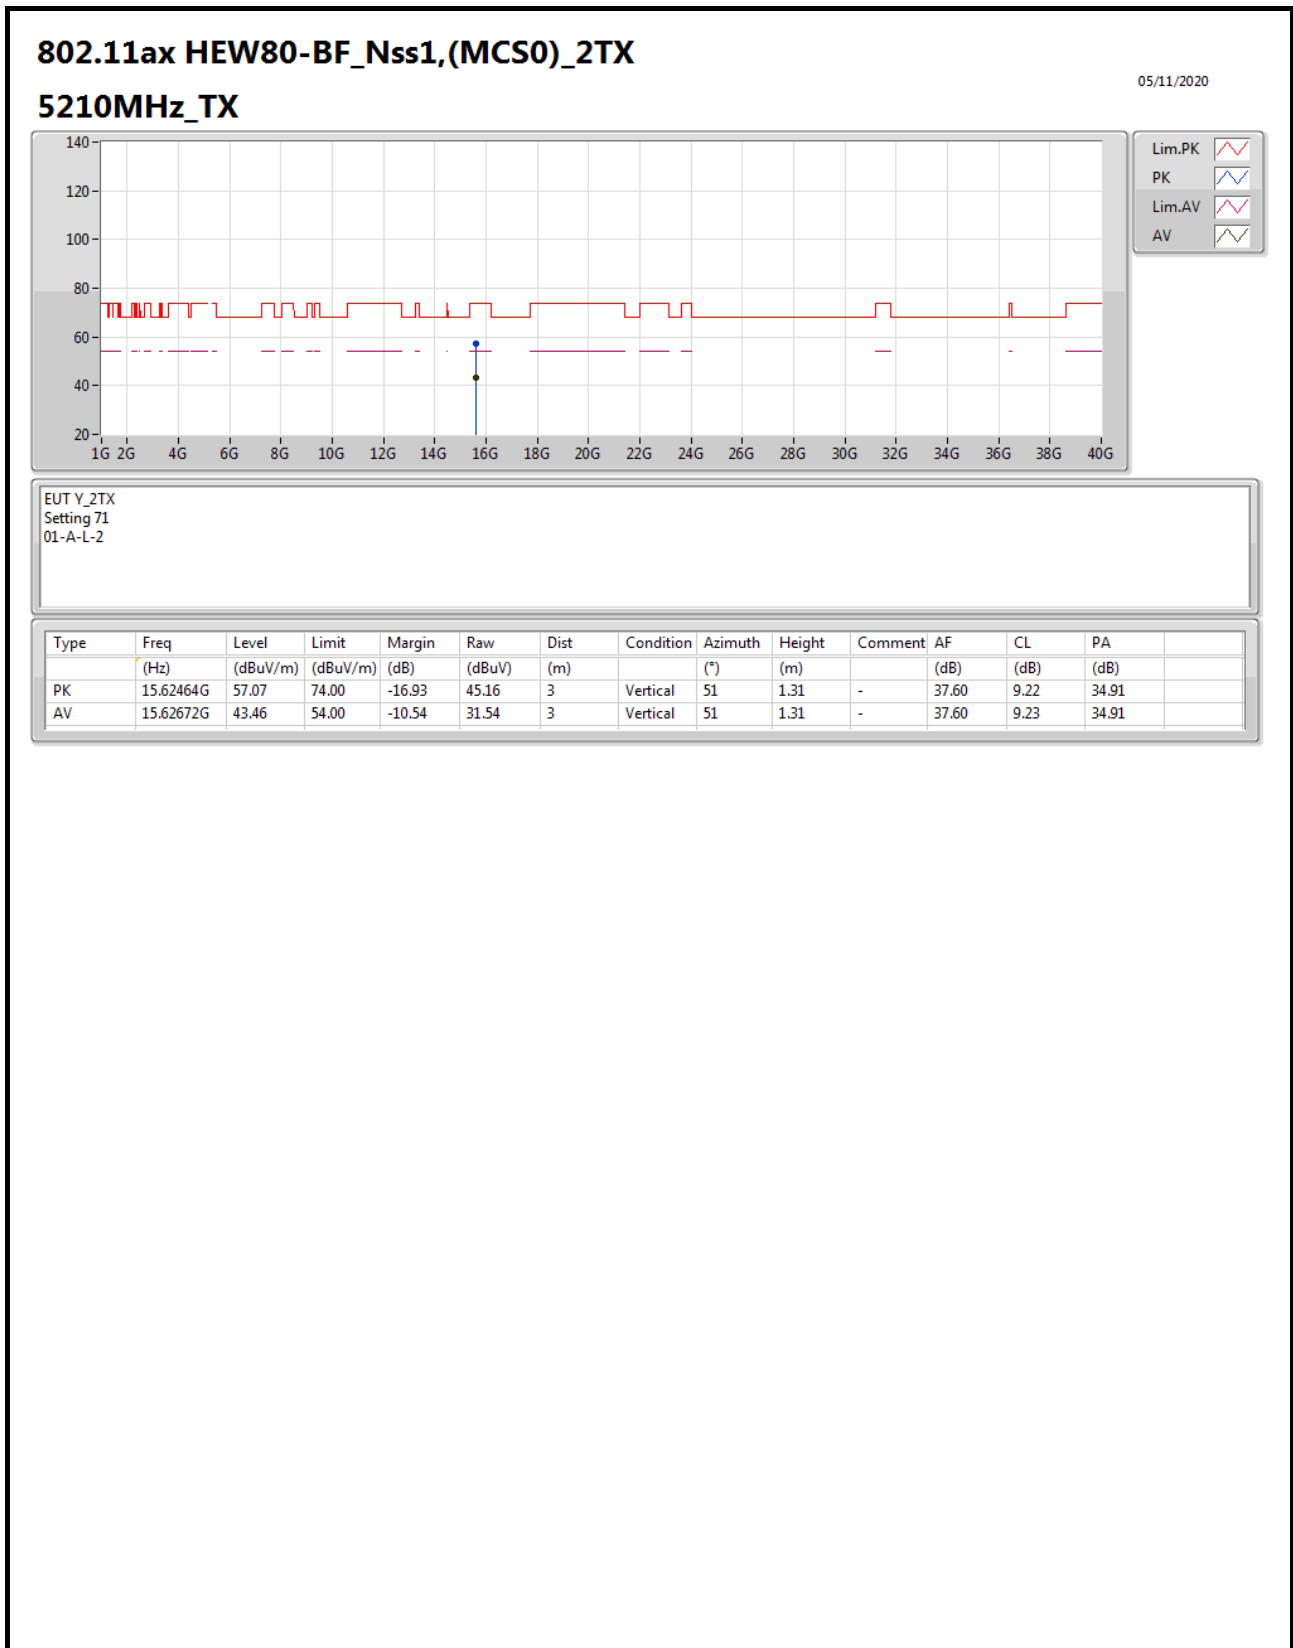 802.11ax HEW80-BF_Nss1,(MCS0)_2TX
05/11/2020
5210MHz_TX
140
120
100
80
60
40
20
1G 2G 4G 6G 8G 10G 12G 14G 16G 18G 20G 22G 24G 26G 28G 30G 32G 34G 36G 38G 40G
Lim.PK
PK
Lim.AV
AV
EUT Y_2TX
Setting 71
01-A-L-2
Type Freq Level Limit Margin Raw Dist Condition Azimuth Height Comment AF CL PA
(Hz) (dBuV/m) (dBuV/m) (dB) (dBuV) (m) (°) (m) (dB) (dB) (dB)
PK 15.62464G 57.07 74.00 -16.93 45.16 3 Vertical 51 1.31 - 37.60 9.22 34.91
AV 15.62672G 43.46 54.00 -10.54 31.54 3 Vertical 51 1.31 - 37.60 9.23 34.91